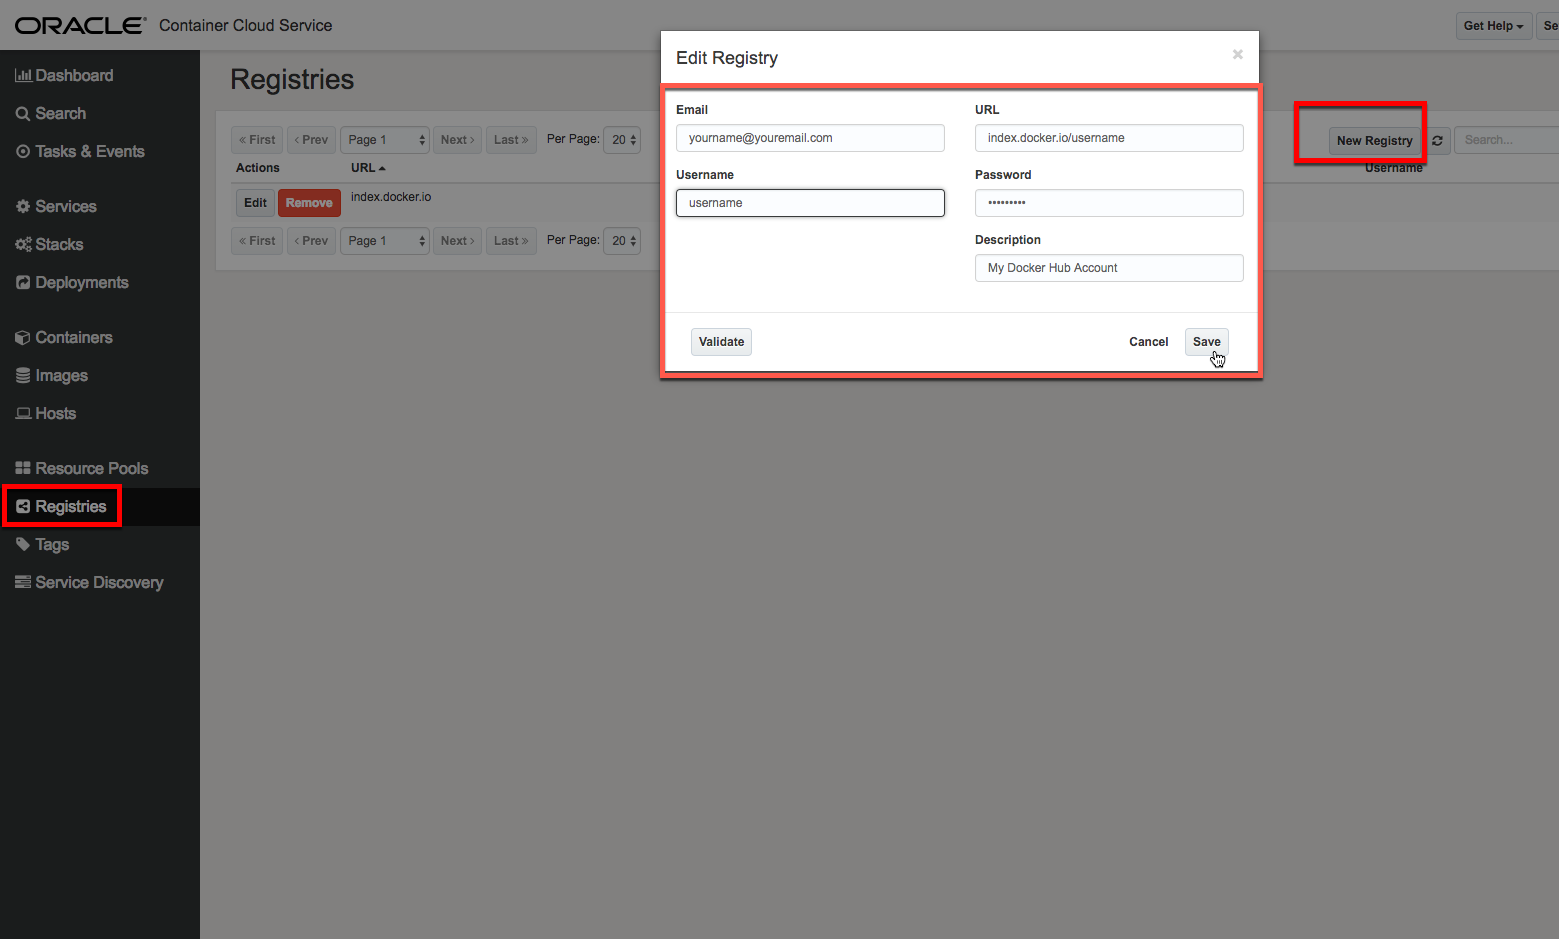 ORACLE Container Cloud Service
Get Help
Se
Dashboard
Search
Tasks & Events
Services
Stacks
Deployments
Containers
Images
Hosts
Resource Pools
Registries
Tags
Service Discovery
Registries
« First ‹ Prev Page 1 Next › Last » Per Page: 20
New Registry
Search...
Actions URL Username
Edit Remove index.docker.io
« First ‹ Prev Page 1 Next › Last » Per Page: 20
Edit Registry ×
Email URL
yourname@youremail.com index.docker.io/username
Username Password
username •••••••••
Description
My Docker Hub Account
Validate Cancel Save